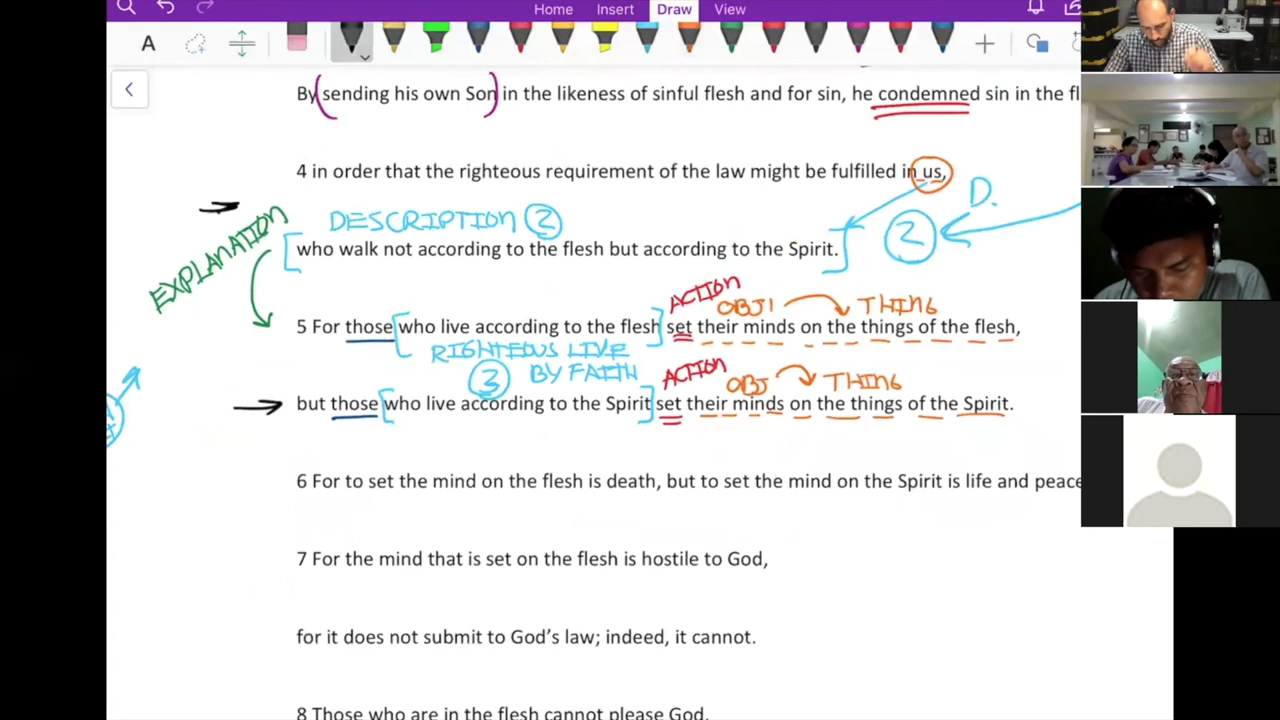 Home Insert Draw View
A
By (sending his own Son) in the likeness of sinful flesh and for sin, he condemned sin in the fl
4 in order that the righteous requirement of the law might be fulfilled in us,
D.
EXPLANATION
DESCRIPTION 2
2
[who walk not according to the flesh but according to the Spirit.]
ACTION OBJ THING
5 For those [who live according to the flesh] set their minds on the things of the flesh,
RIGHTEOUS LIVE
3 BY FAITH
ACTION OBJ THING
but those [who live according to the Spirit] set their minds on the things of the Spirit.
6 For to set the mind on the flesh is death, but to set the mind on the Spirit is life and peace
7 For the mind that is set on the flesh is hostile to God,
for it does not submit to God's law; indeed, it cannot.
8 Those who are in the flesh cannot please God.